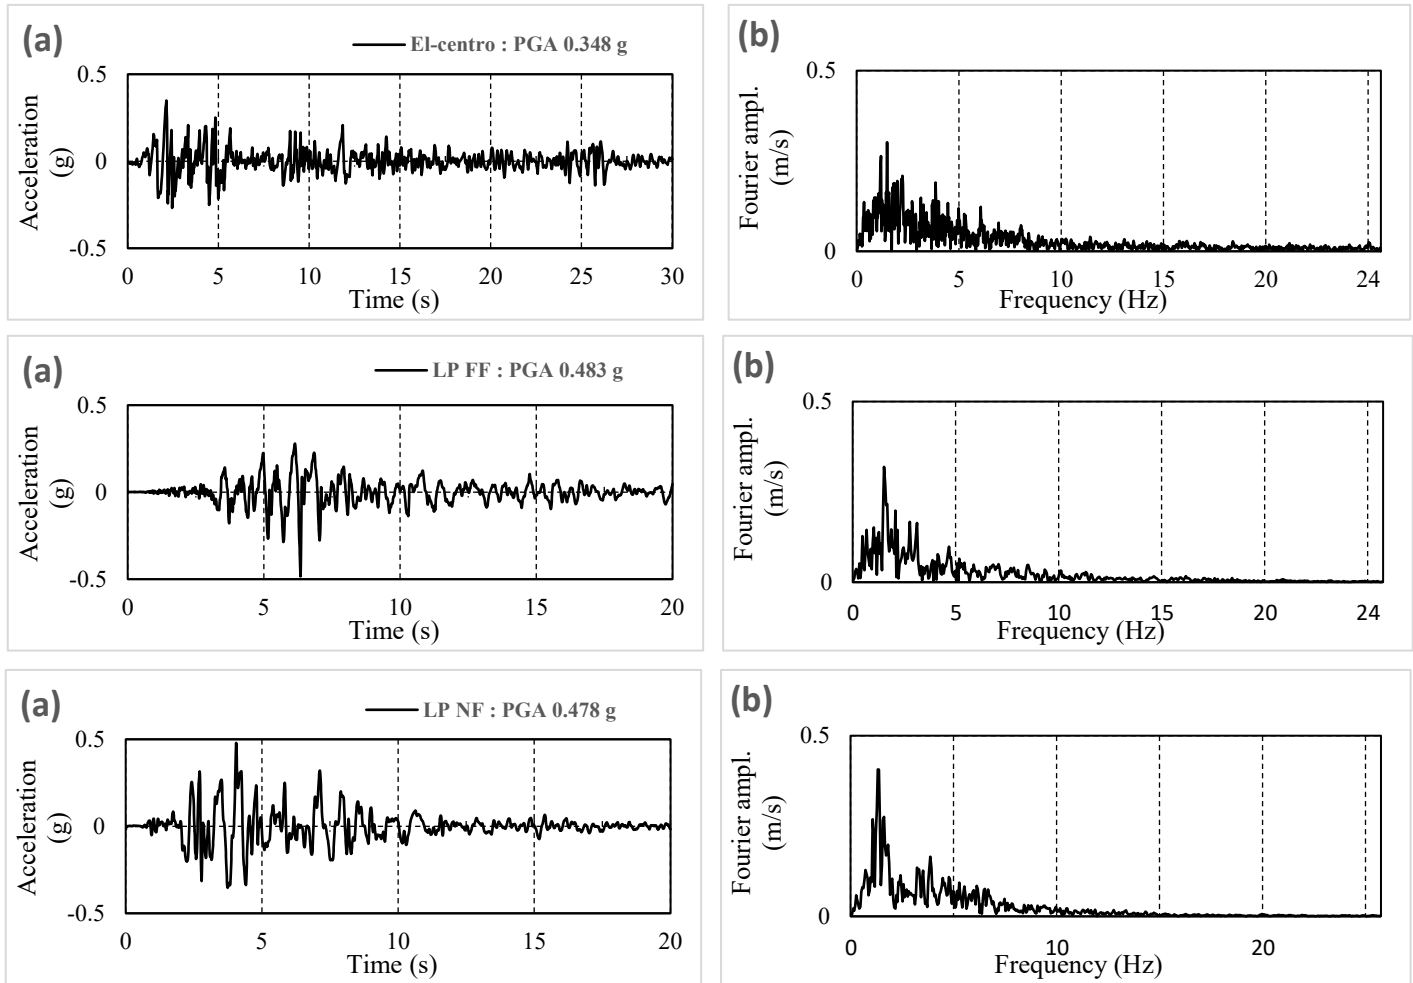 (a)
El-centro : PGA 0.348 g
Acceleration
(g)
0.5
0
-0.5
0 5 10 15 20 25 30
Time (s)
(b)
Fourier ampl.
(m/s)
0.5
0
0 5 10 15 20 24
Frequency (Hz)
(a)
LP FF : PGA 0.483 g
Acceleration
(g)
0.5
0
-0.5
0 5 10 15 20
Time (s)
(b)
Fourier ampl.
(m/s)
0.5
0
0 5 10 15 20 24
Frequency (Hz)
(a)
LP NF : PGA 0.478 g
Acceleration
(g)
0.5
0
-0.5
0 5 10 15 20
Time (s)
(b)
Fourier ampl.
(m/s)
0.5
0
0 10 20
Frequency (Hz)